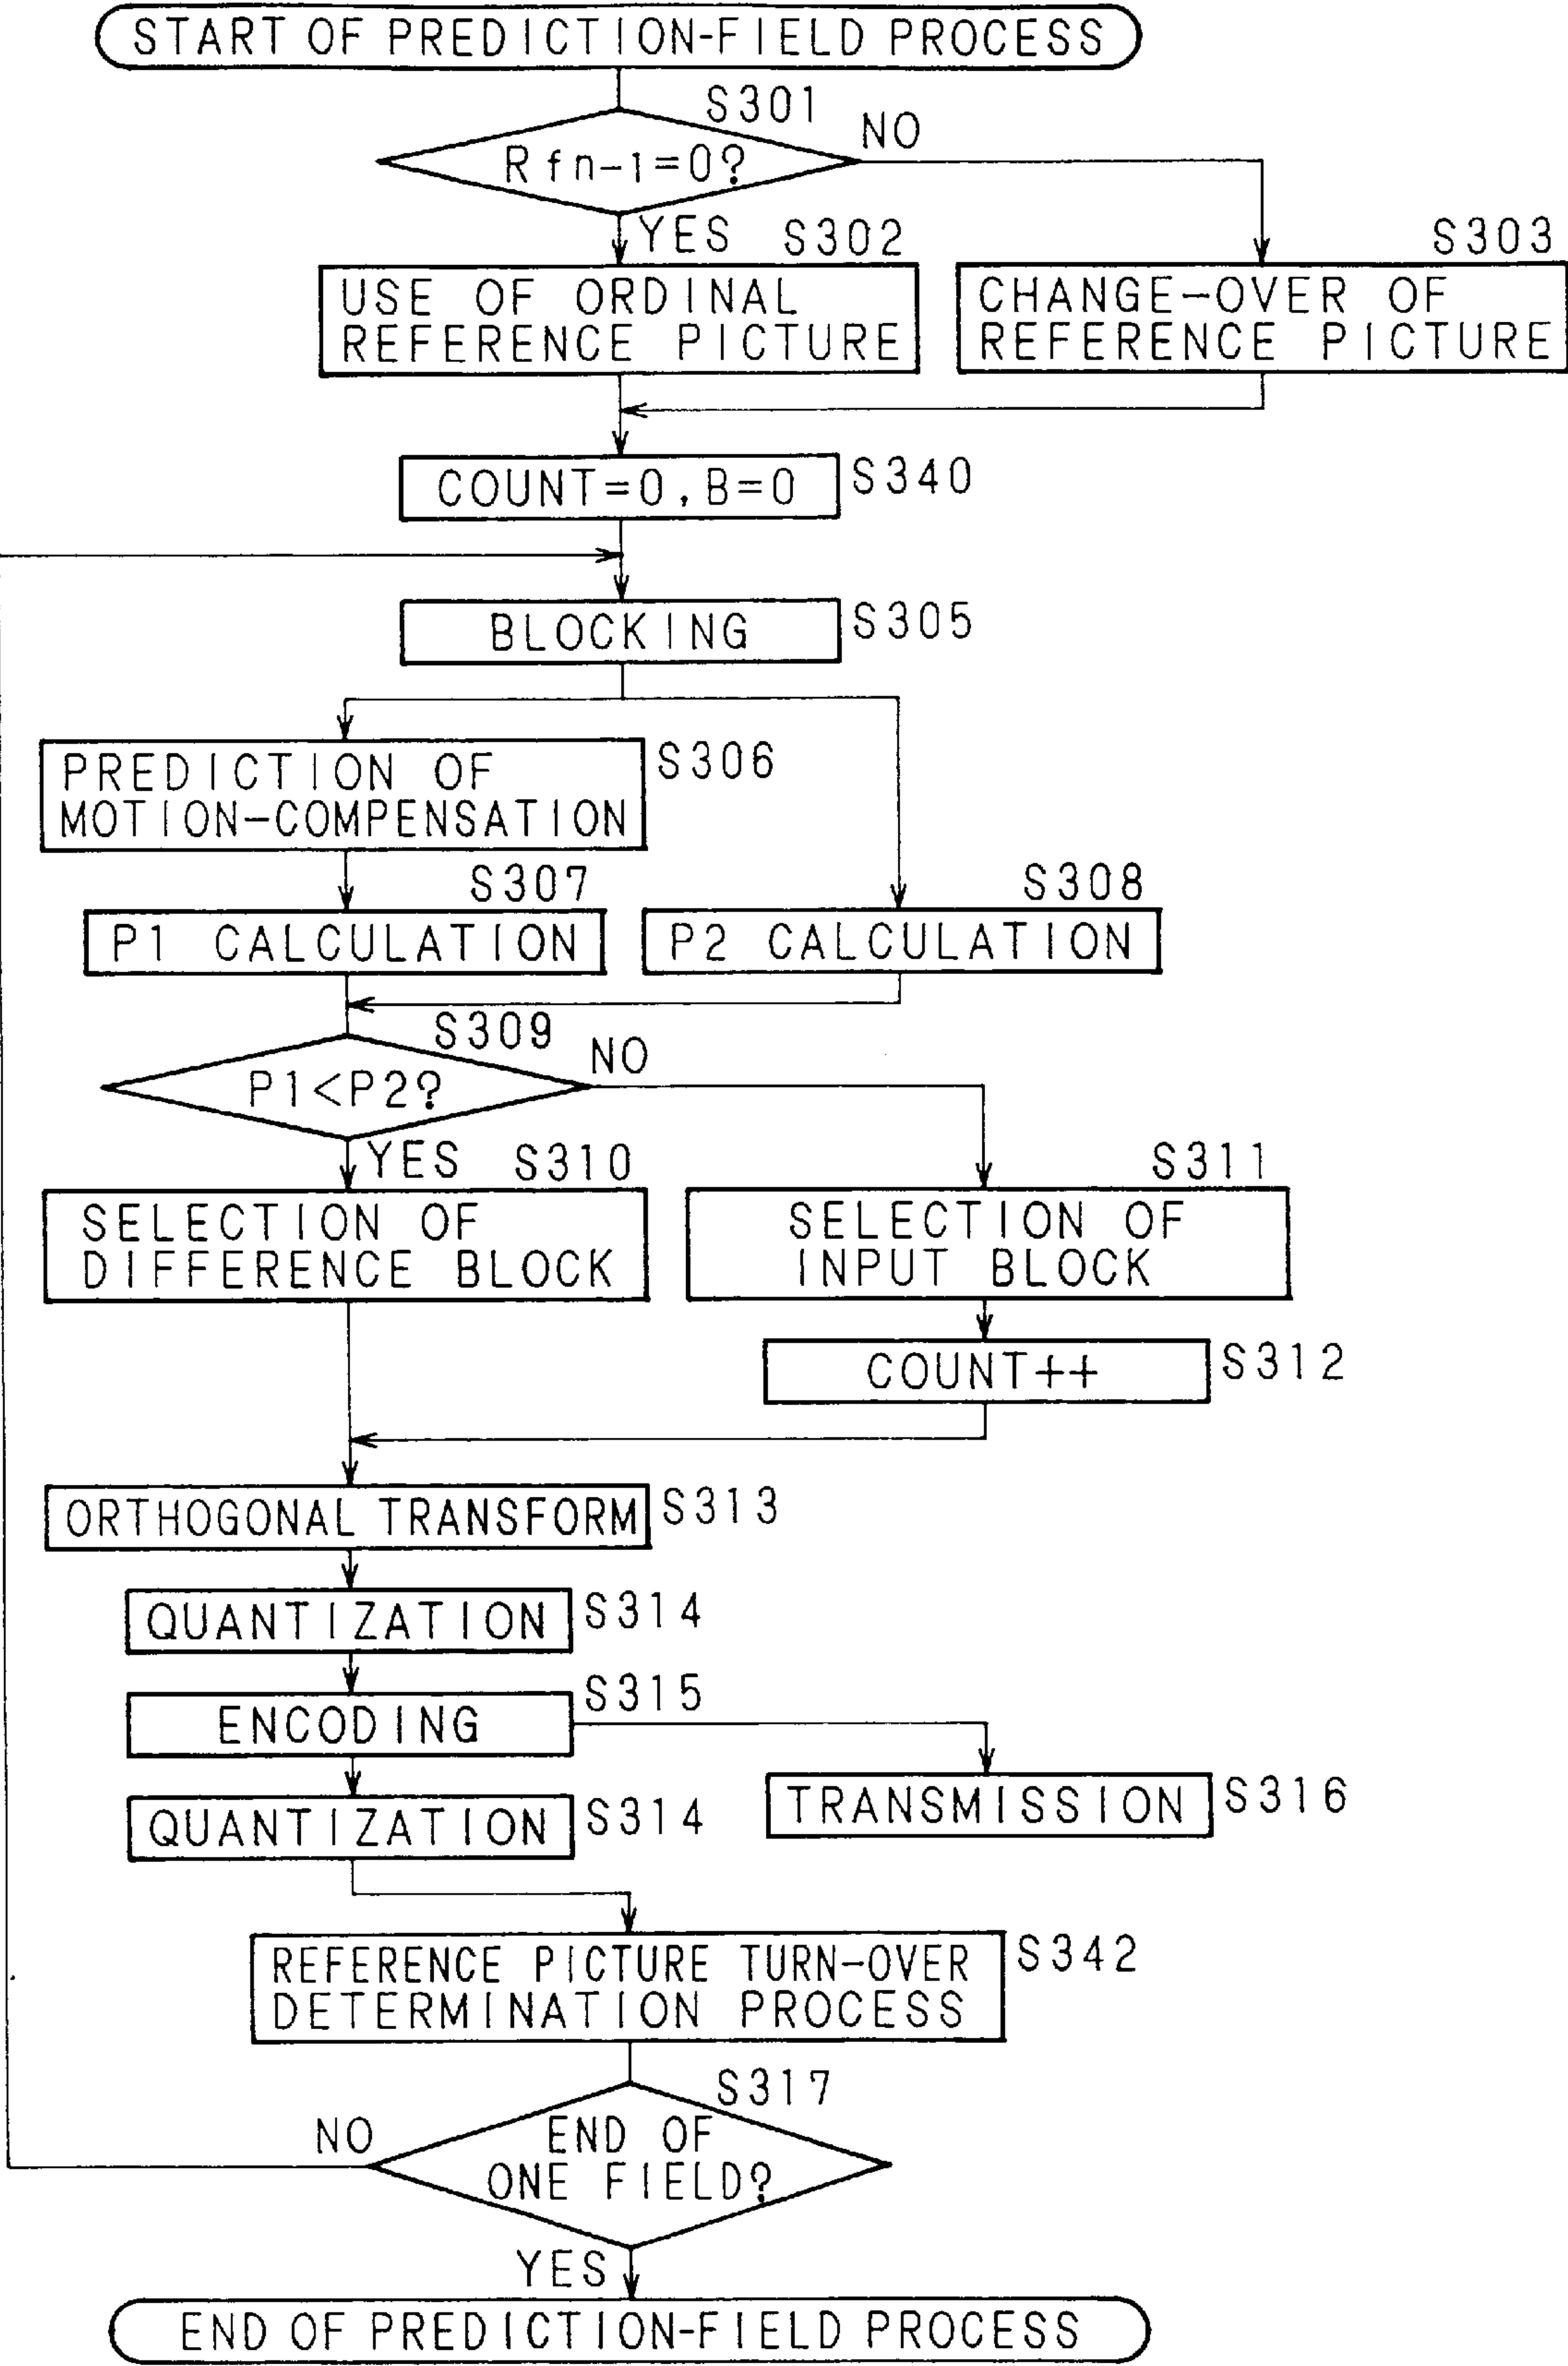 START OF PREDICTION-FIELD PROCESS
S301
Rfn-1=0?
NO
YES
S302
S303
USE OF ORDINAL
REFERENCE PICTURE
CHANGE-OVER OF
REFERENCE PICTURE
COUNT=0,B=0
S340
BLOCKING
S305
PREDICTION OF
MOTION-COMPENSATION
S306
S307
S308
P1 CALCULATION
P2 CALCULATION
S309
P1<P2?
NO
YES
S310
S311
SELECTION OF
DIFFERENCE BLOCK
SELECTION OF
INPUT BLOCK
COUNT++
S312
ORTHOGONAL TRANSFORM
S313
QUANTIZATION
S314
ENCODING
S315
TRANSMISSION
S316
QUANTIZATION
S314
REFERENCE PICTURE TURN-OVER
DETERMINATION PROCESS
S342
S317
END OF
ONE FIELD?
NO
YES
END OF PREDICTION-FIELD PROCESS